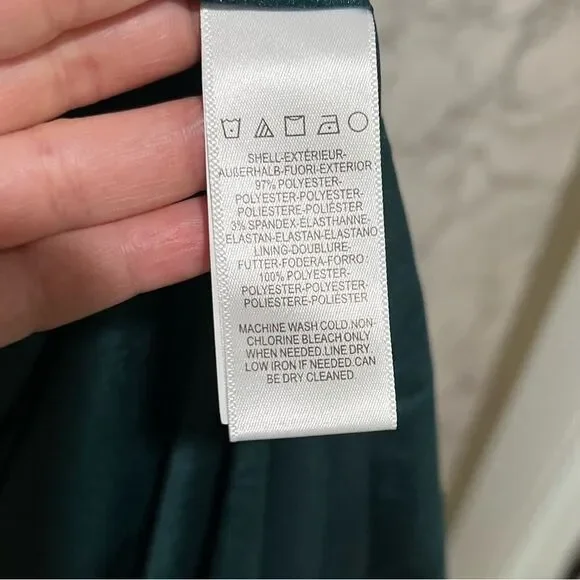 SHELL-EXTÉRIEUR-
AUßERHALB-FUORI-EXTERIOR
97% POLYESTER-
POLYESTER-POLYESTER-
POLIESTERE-POLIÉSTER
3% SPANDEX-ÉLASTHANNE-
ELASTAN-ELASTAN-ELASTANO
LINING-DOUBLURE-
FUTTER-FODERA-FORRO:
100% POLYESTER-
POLYESTER-POLYESTER-
POLIESTERE-POLIÉSTER
MACHINE WASH COLD.NON-
CHLORINE BLEACH ONLY
WHEN NEEDED.LINE DRY.
LOW IRON IF NEEDED.CAN
BE DRY CLEANED.